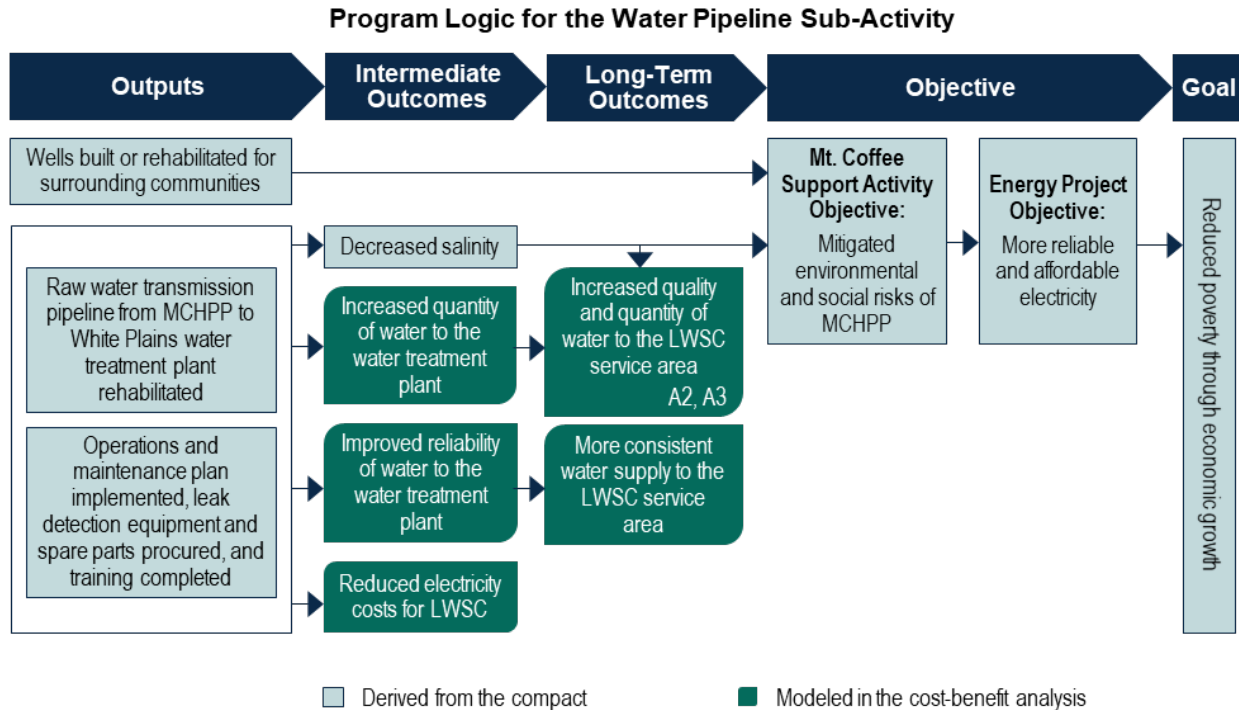 Program Logic for the Water Pipeline Sub-Activity
Outputs
Intermediate
Outcomes
Long-Term
Outcomes
Objective
Goal
Wells built or rehabilitated for
surrounding communities
Raw water transmission
pipeline from MCHPP to
White Plains water
treatment plant
rehabilitated
Operations and
maintenance plan
implemented, leak
detection equipment and
spare parts procured, and
training completed
Decreased salinity
Increased quantity
of water to the
water treatment
plant
Improved reliability
of water to the
water treatment
plant
Reduced electricity
costs for LWSC
Increased quality
and quantity of
water to the LWSC
service area
A2, A3
More consistent
water supply to the
LWSC service
area
Mt. Coffee
Support Activity
Objective:
Mitigated
environmental
and social risks of
MCHPP
Energy Project
Objective:
More reliable
and affordable
electricity
Reduced poverty through economic growth
Derived from the compact
Modeled in the cost-benefit analysis